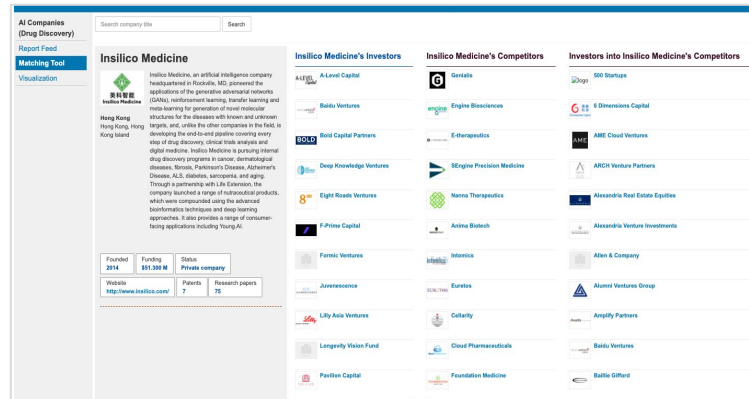 AI Companies
(Drug Discovery)
Report Feed
Matching Tool
Visualization
Search company title
Search
Insilico Medicine
美科智能
Insilico Medicine
Hong Kong
Hong Kong, Hong
Kong Island
Insilico Medicine, an artificial intelligence company
headquartered in Rockville, MD, pioneered the
applications of the generative adversarial networks
(GANs), reinforcement learning, transfer learning and
meta-learning for generation of novel molecular
structures for the diseases with known and unknown
targets, and, unlike the other companies in the field, is
developing the end-to-end pipeline covering every
step of drug discovery, clinical trials analysis and
digital medicine. Insilico Medicine is pursuing internal
drug discovery programs in cancer, dermatological
diseases, fibrosis, Parkinson's Disease, Alzheimer's
Disease, ALS, diabetes, sarcopenia, and aging.
Through a partnership with Life Extension, the
company launched a range of nutraceutical products,
which were compounded using the advanced
bioinformatics techniques and deep learning
approaches. It also provides a range of consumer-
facing applications including Young.AI.
Founded
2014
Funding
$51.300 M
Status
Private company
Website
http://www.insilico.com/
Patents
7
Research papers
75
Insilico Medicine's Investors
A-LEVEL Capital
A-Level Capital
Baidu Ventures
BOLD
Bold Capital Partners
Deep Knowledge Ventures
8
Eight Roads Ventures
F-Prime Capital
Formic Ventures
Juvenescence
Lilly
Lilly Asia Ventures
Longevity Vision Fund
Pavilion Capital
Insilico Medicine's Competitors
G
Genialis
engine
Engine Biosciences
E-therapeutics
SEngine Precision Medicine
Nanna Therapeutics
Anima Biotech
intomics
Intomics
Euretos
Cellarity
Cloud Pharmaceuticals
Foundation Medicine
Investors into Insilico Medicine's Competitors
logo
500 Startups
6 Dimensions Capital
AME
AME Cloud Ventures
ARCH Venture Partners
Alexandria Real Estate Equities
Alexandria Venture Investments
Allen & Company
Alumni Ventures Group
Amplify
Amplify Partners
Baidu Ventures
Baillie Gifford